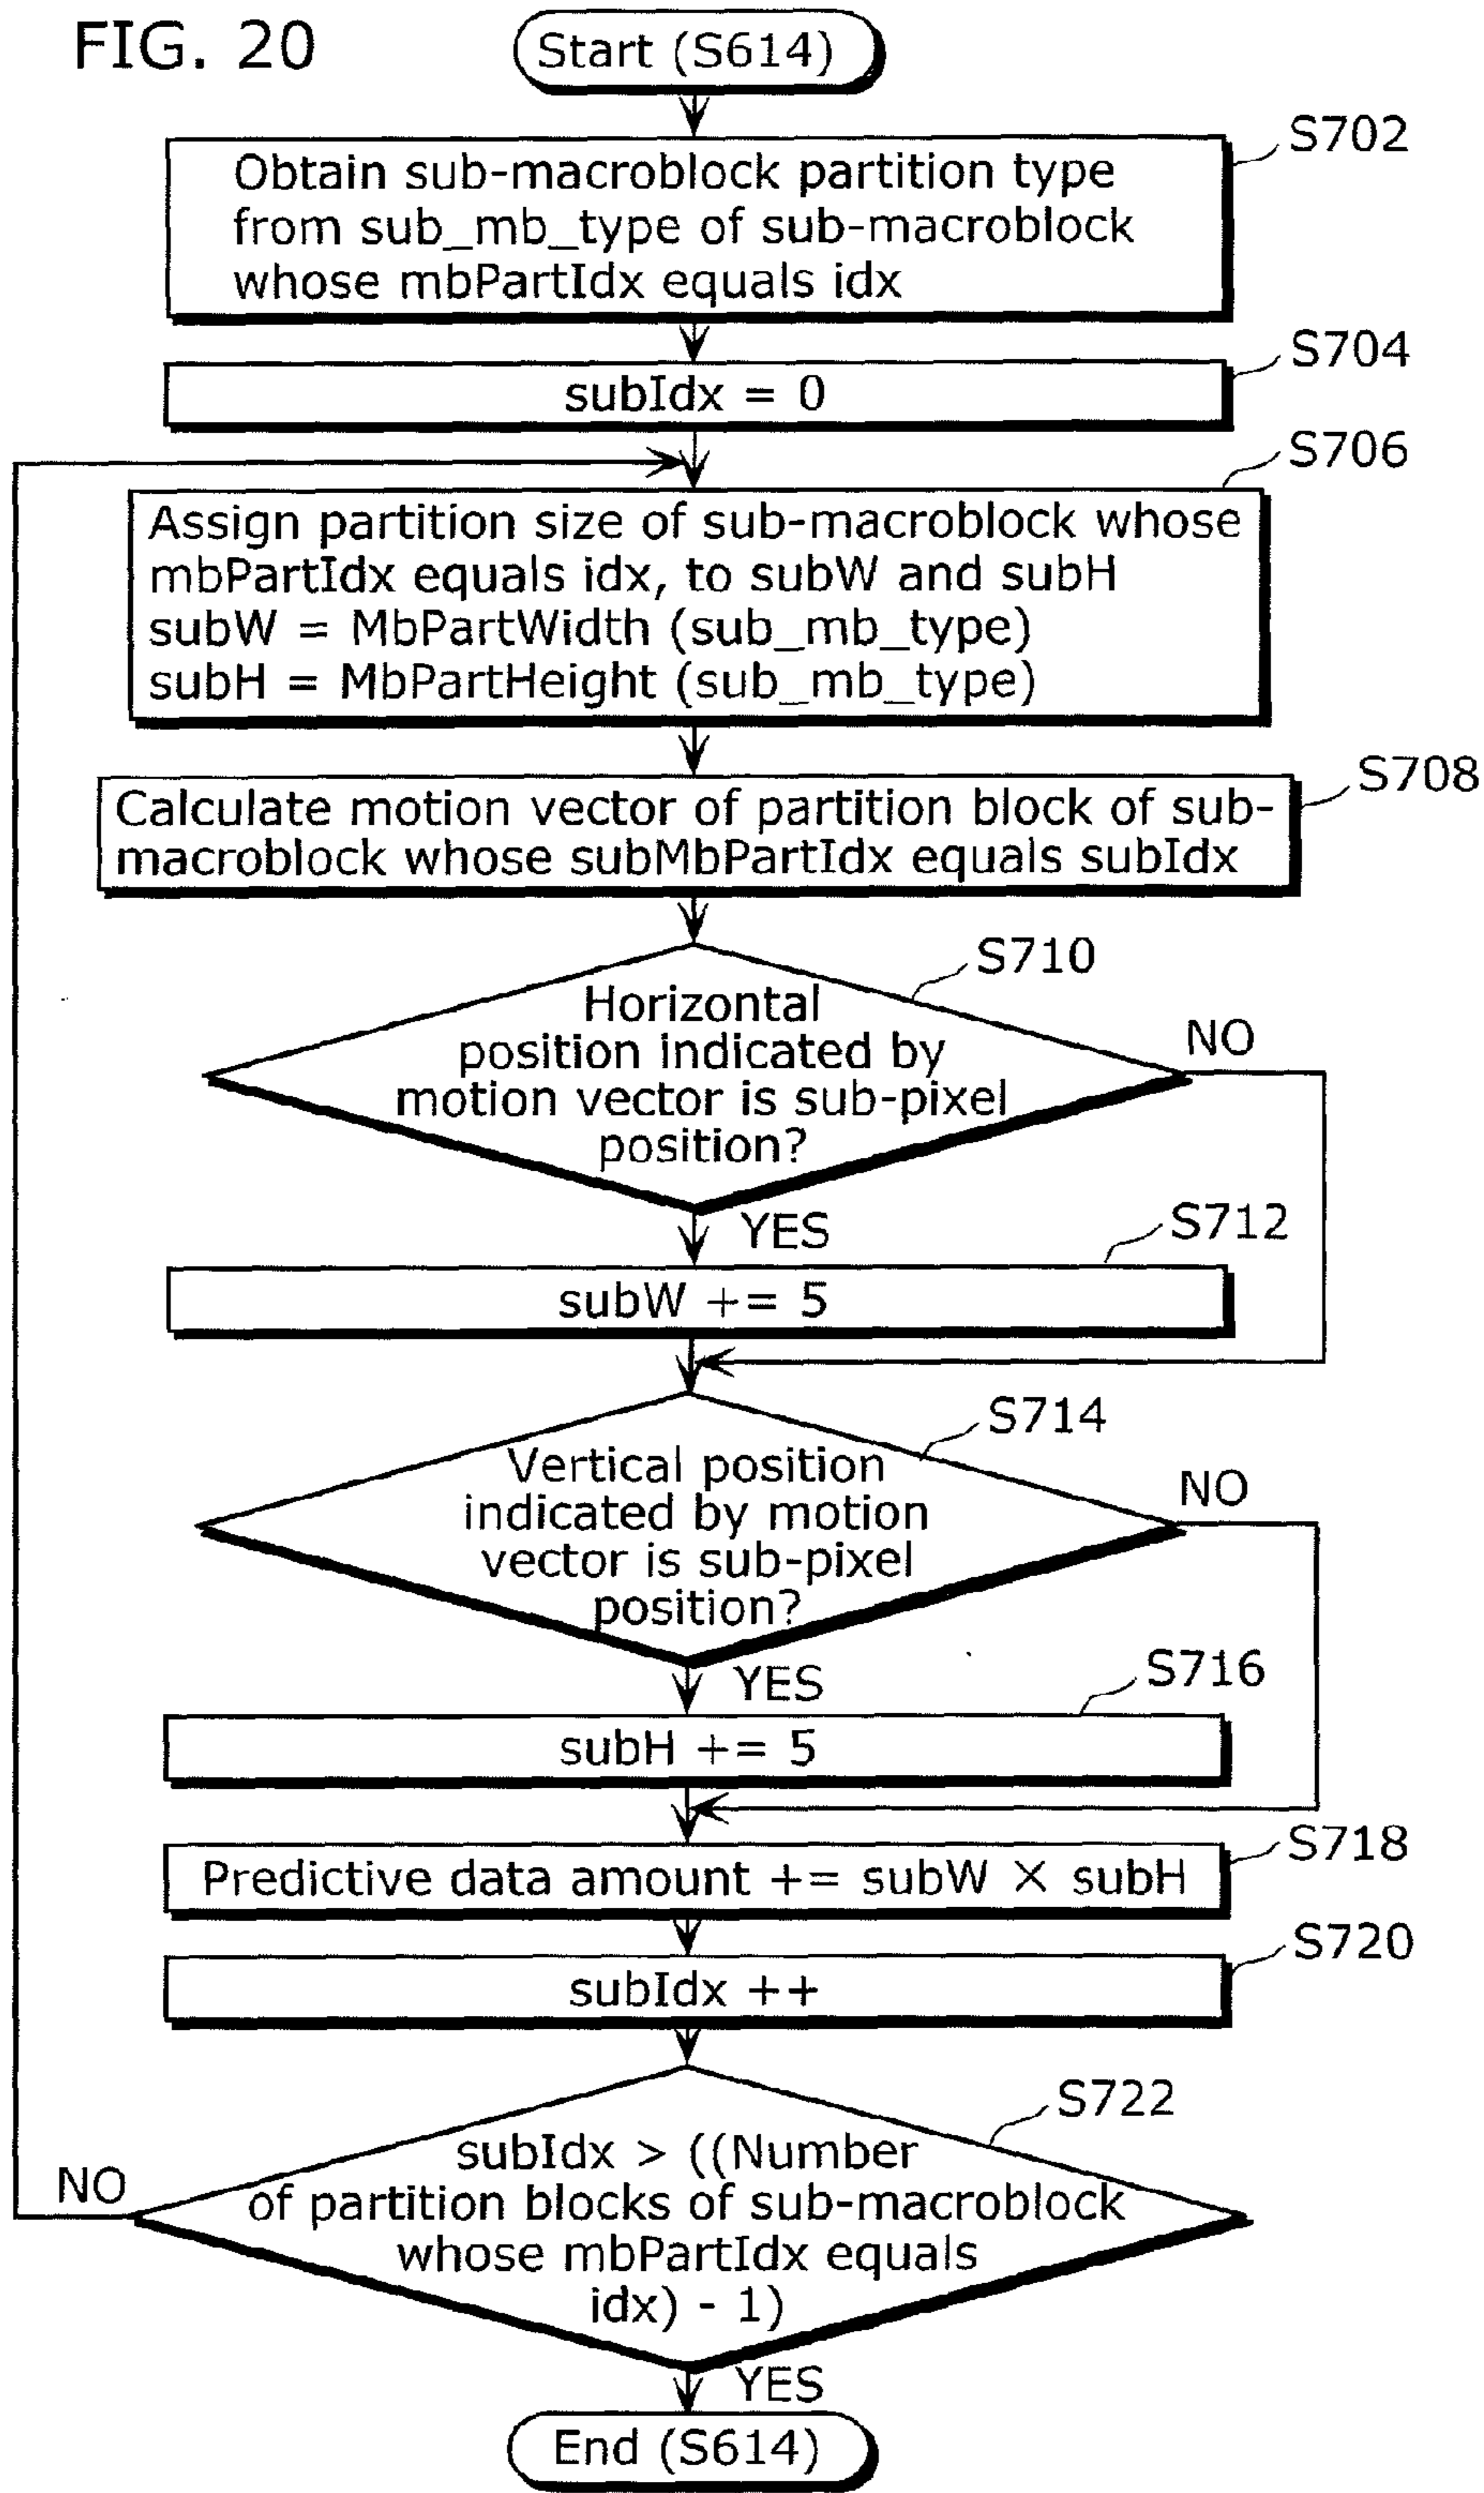 FIG. 20
Start (S614)
S702
Obtain sub-macroblock partition type
from sub_mb_type of sub-macroblock
whose mbPartIdx equals idx
S704
subIdx = 0
S706
Assign partition size of sub-macroblock whose
mbPartIdx equals idx, to subW and subH
subW = MbPartWidth (sub_mb_type)
subH = MbPartHeight (sub_mb_type)
S708
Calculate motion vector of partition block of sub-
macroblock whose subMbPartIdx equals subIdx
S710
Horizontal
position indicated by
motion vector is sub-pixel
position?
NO
YES
S712
subW += 5
S714
Vertical position
indicated by motion
vector is sub-pixel
position?
NO
YES
S716
subH += 5
S718
Predictive data amount += subW × subH
S720
subIdx ++
S722
subIdx > ((Number
of partition blocks of sub-macroblock
whose mbPartIdx equals
idx) - 1)
NO
YES
End (S614)